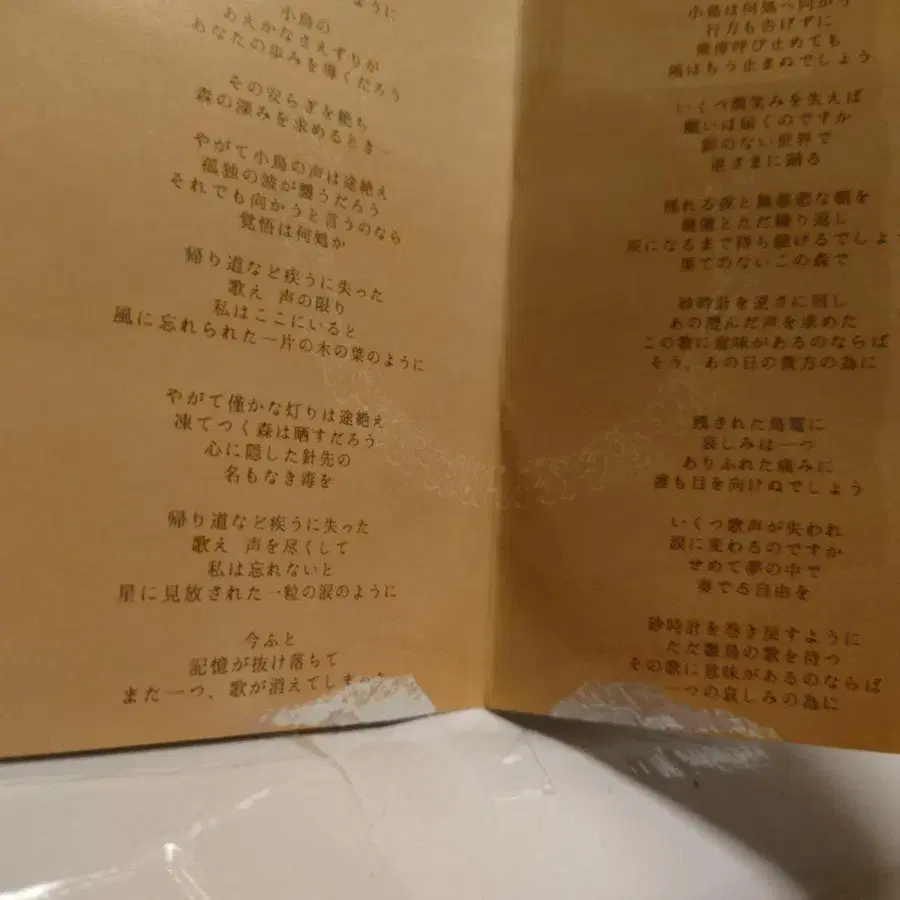 ように
小鳥の
あえかなさえずりが
あなたの歩みを導くだろう
その安らぎを絶ち
森の深みを求めるとき…
やがて小鳥の声は途絶え
孤独の波が襲うだろう
それでも向かうと言うのなら
覚悟は何処か
帰り道など疾うに失った
歌え 声の限り
私はここにいると
風に忘れられた一片の木の葉のように
やがて僅かな灯りは途絶え
凍てつく森は晒すだろう
心に隠した針先の
名もなき毒を
帰り道など疾うに失った
歌え 声を尽くして
私は忘れないと
星に見放された一粒の涙のように
今ふと
記憶が抜け落ちて
また一つ、歌が消えてしまった
小鳥は何処へ向かう
行方も告げずに
幾度呼び止めても
陽はもう止まぬでしょう
いくつ微笑みを失えば
願いは届くのですか
影のない世界で
逆さまに踊る
揺れる夜と無慈悲な朝を
後悔とただ繰り返し
灰になるまで待ち続けるでしょう
果てのないこの森で
砂時計を逆さに回し
あの澄んだ声を求めた
この歌に意味があるのならば
そう、あの日の貴方の為に
残された鳥籠に
哀しみは一つ
ありふれた痛みに
誰も目を向けぬでしょう
いくつ歌声が失われ
涙に変わるのですか
せめて夢の中で
奏でる自由を
砂時計を巻き戻すように
ただ雛鳥の歌を待つ
その歌に意味があるのならば
一つの哀しみの為に